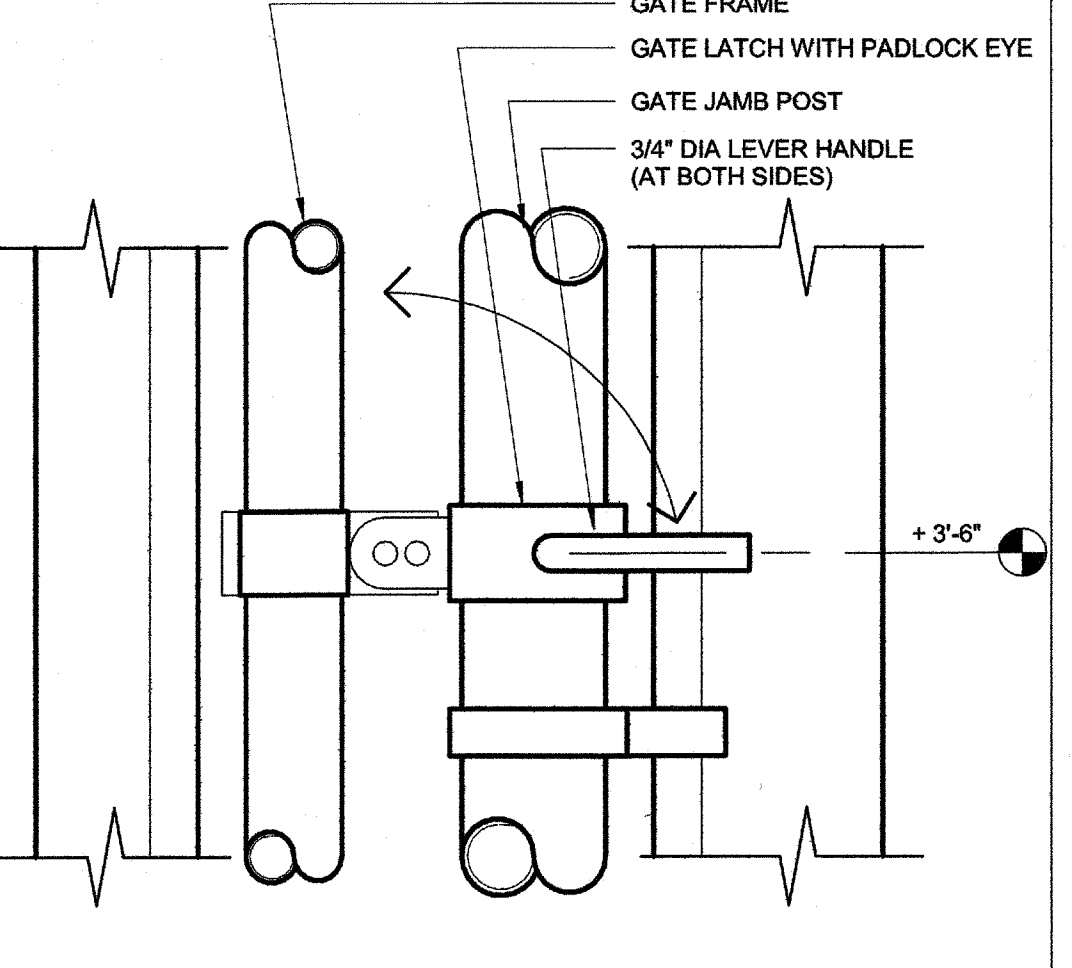 GATE FRAME
GATE LATCH WITH PADLOCK EYE
GATE JAMB POST
3/4" DIA LEVER HANDLE
(AT BOTH SIDES)
+ 3'-6"